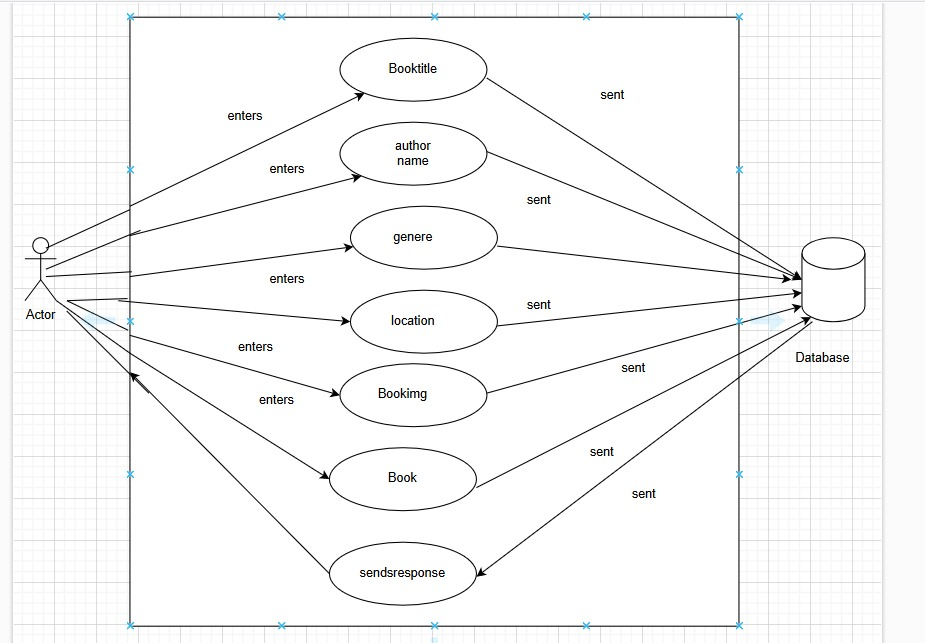 Booktitle
sent
enters
author
name
enters
sent
genere
enters
sent
Actor
location
enters
Database
sent
Bookimg
enters
sent
Book
sent
sendsresponse